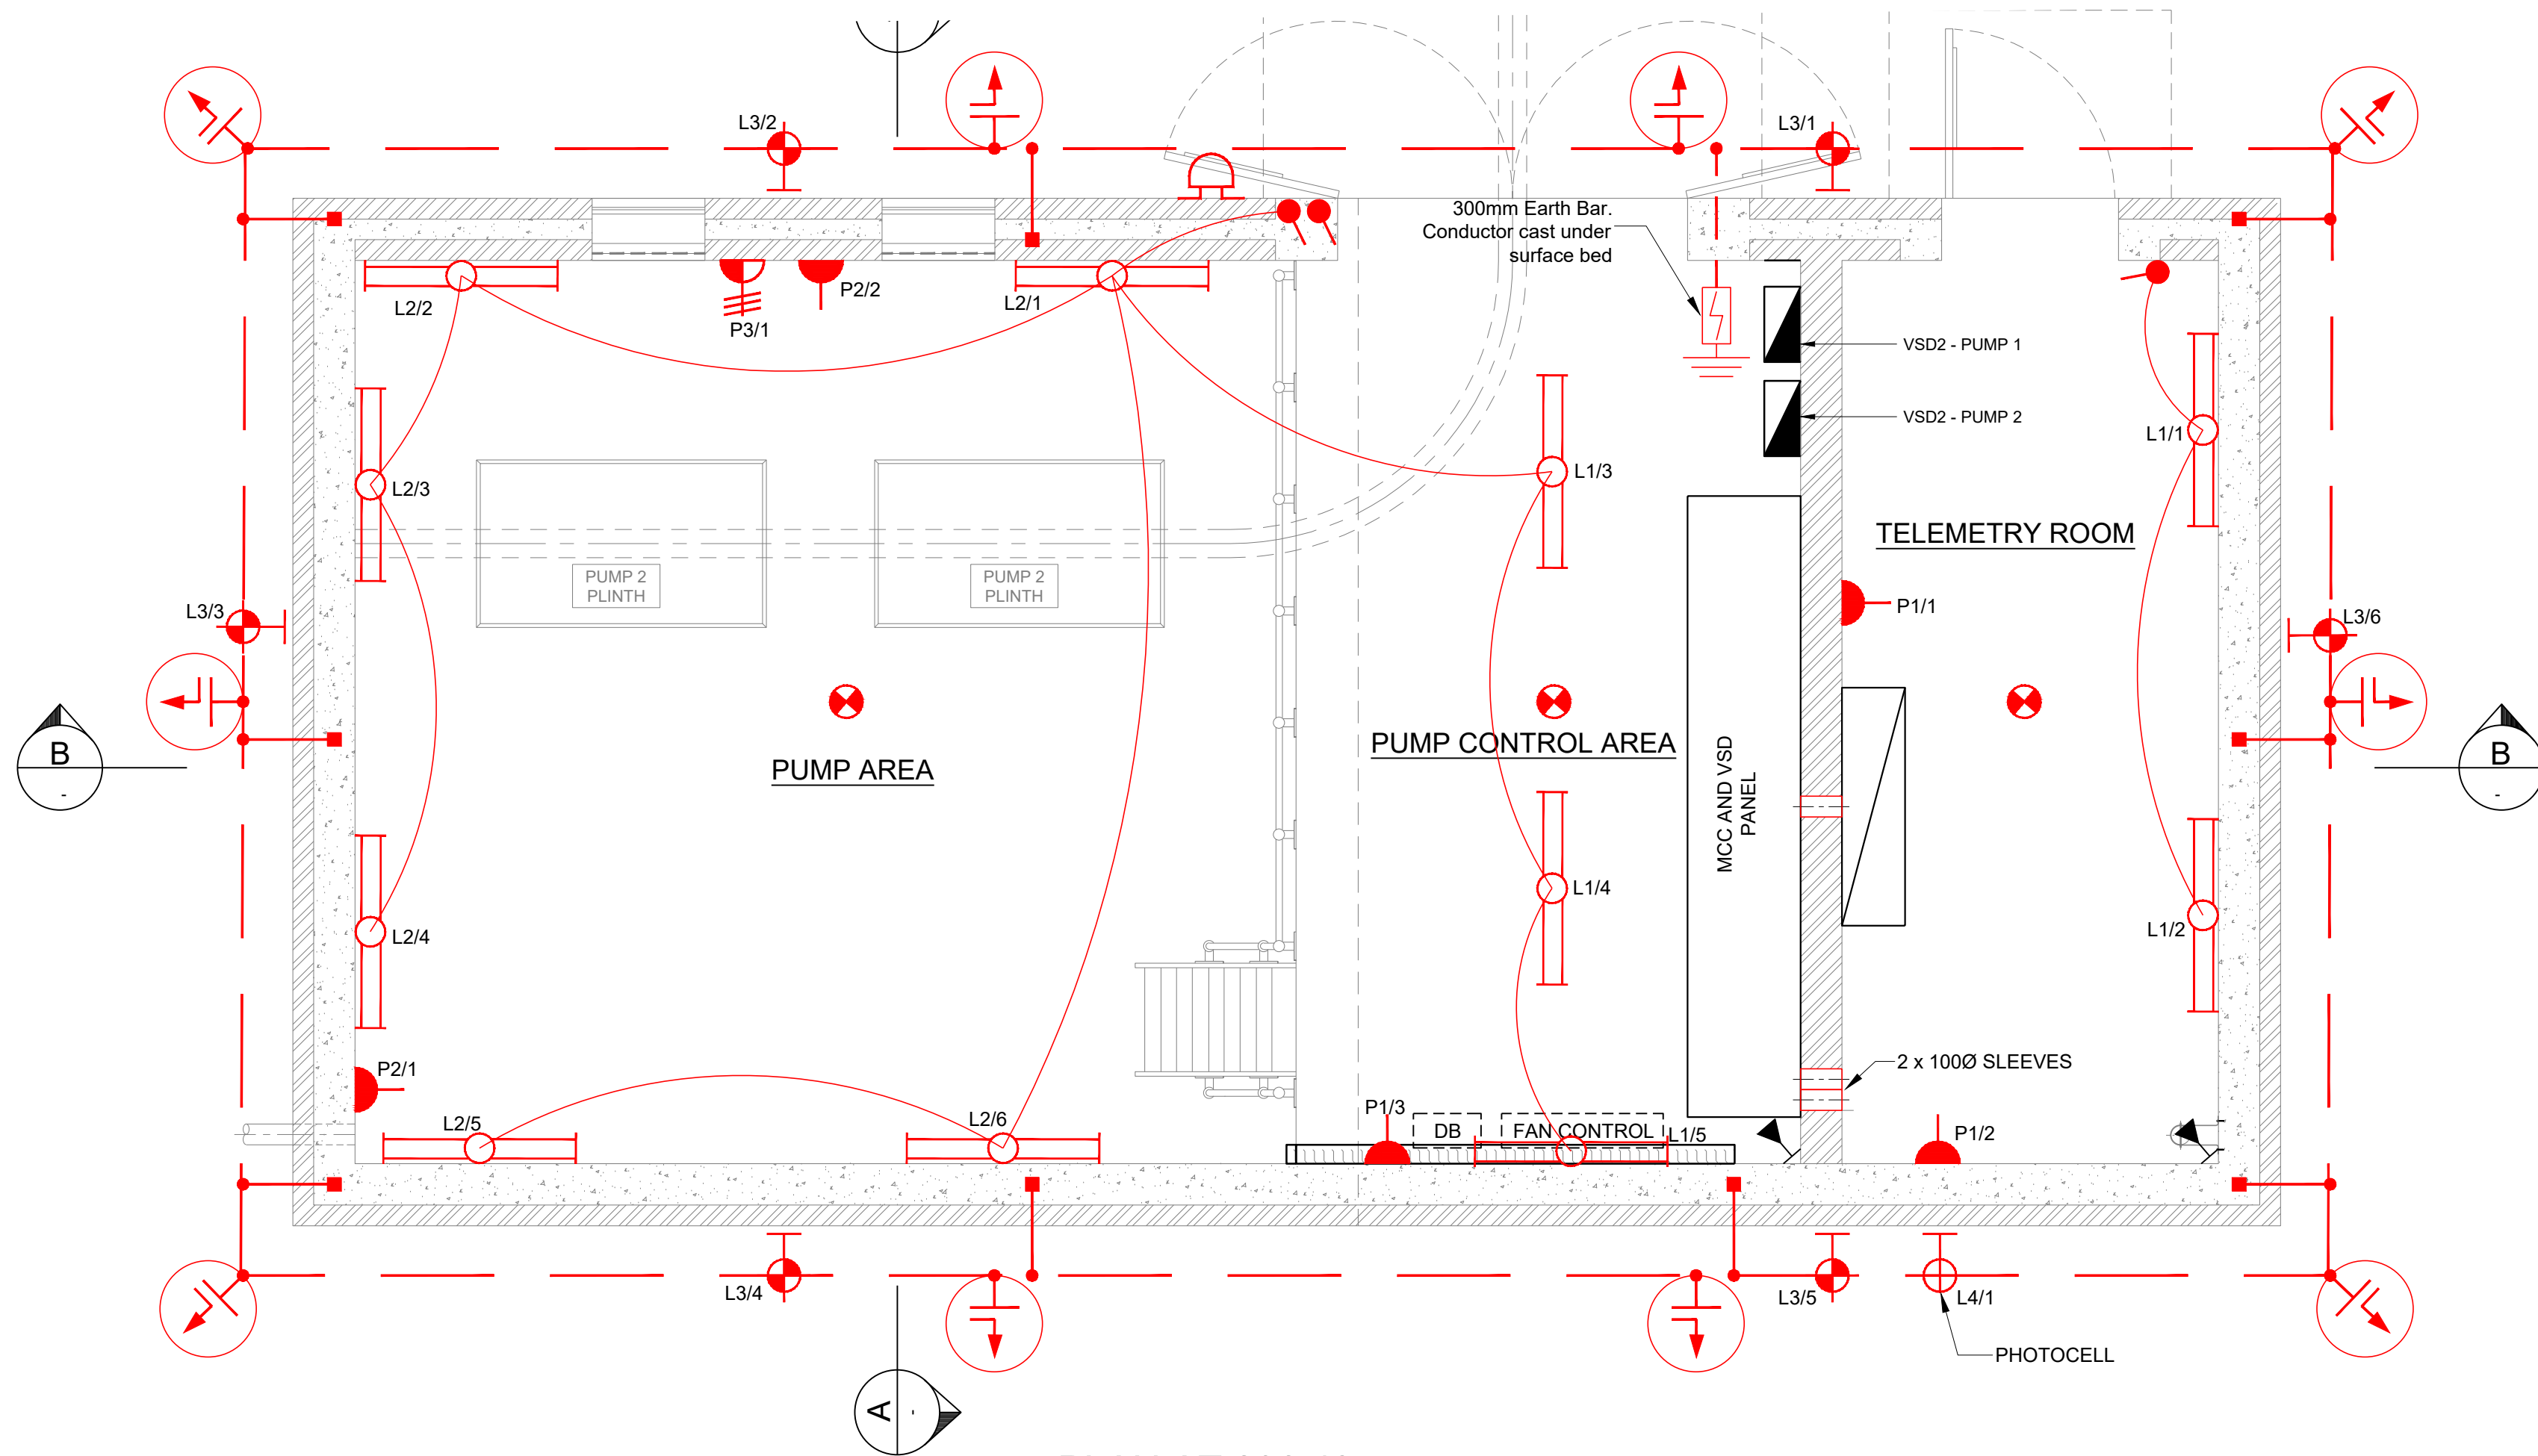 L3/2
L3/1
300mm Earth Bar.
Conductor cast under
surface bed
L2/2
P3/1
P2/2
L2/1
VSD2 - PUMP 1
VSD2 - PUMP 2
L1/1
L2/3
L1/3
TELEMETRY ROOM
PUMP 2
PLINTH
PUMP 2
PLINTH
L3/3
P1/1
L3/6
B
-
PUMP AREA
PUMP CONTROL AREA
MCC AND VSD
PANEL
B
-
L2/4
L1/4
L1/2
P2/1
2 x 100Ø SLEEVES
L2/5
L2/6
P1/3
DB
FAN CONTROL
L1/5
P1/2
L3/4
L3/5
L4/1
PHOTOCELL
A
-